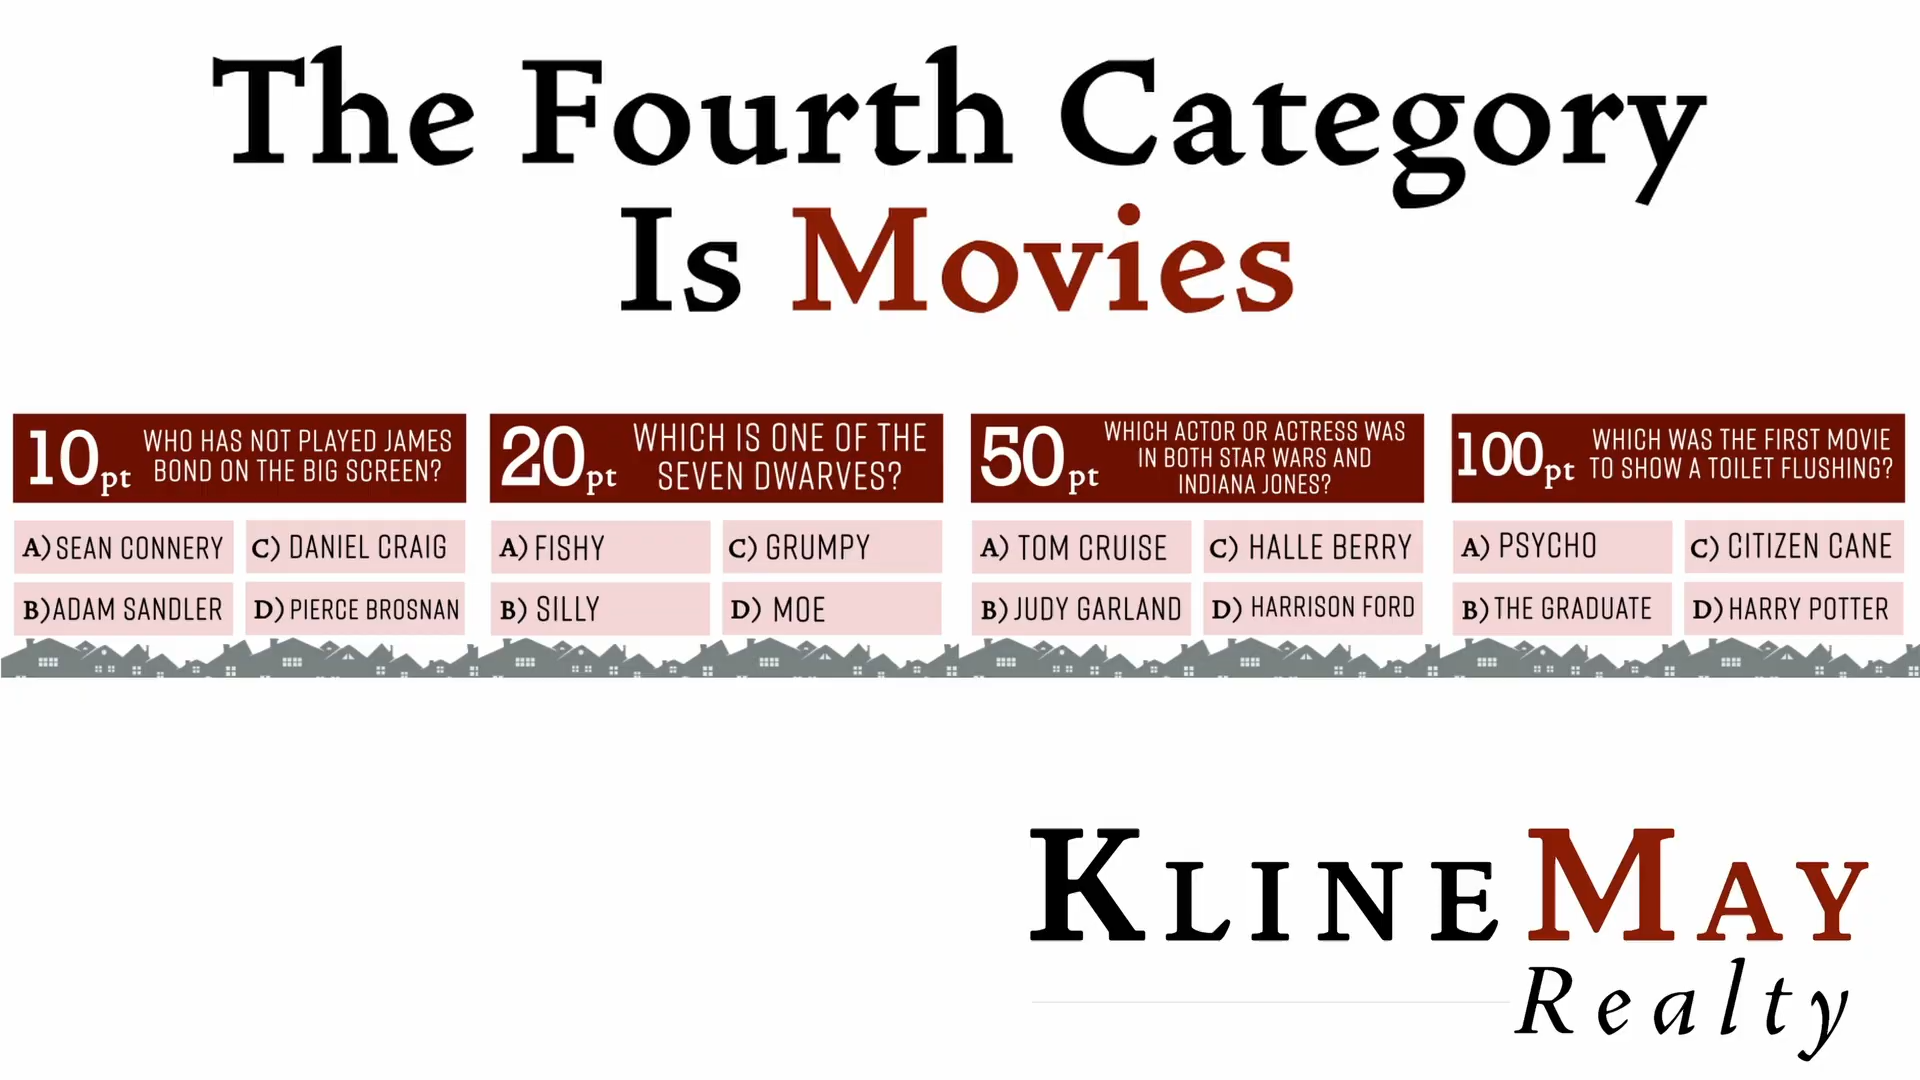 The Fourth Category
Is Movies
10pt WHO HAS NOT PLAYED JAMES
BOND ON THE BIG SCREEN?
A) SEAN CONNERY
C) DANIEL CRAIG
B) ADAM SANDLER
D) PIERCE BROSNAN
20pt WHICH IS ONE OF THE
SEVEN DWARVES?
A) FISHY
C) GRUMPY
B) SILLY
D) MOE
50pt WHICH ACTOR OR ACTRESS WAS
IN BOTH STAR WARS AND
INDIANA JONES?
A) TOM CRUISE
C) HALLE BERRY
B) JUDY GARLAND
D) HARRISON FORD
100pt WHICH WAS THE FIRST MOVIE
TO SHOW A TOILET FLUSHING?
A) PSYCHO
C) CITIZEN CANE
B) THE GRADUATE
D) HARRY POTTER
KLINEMAY
Realty